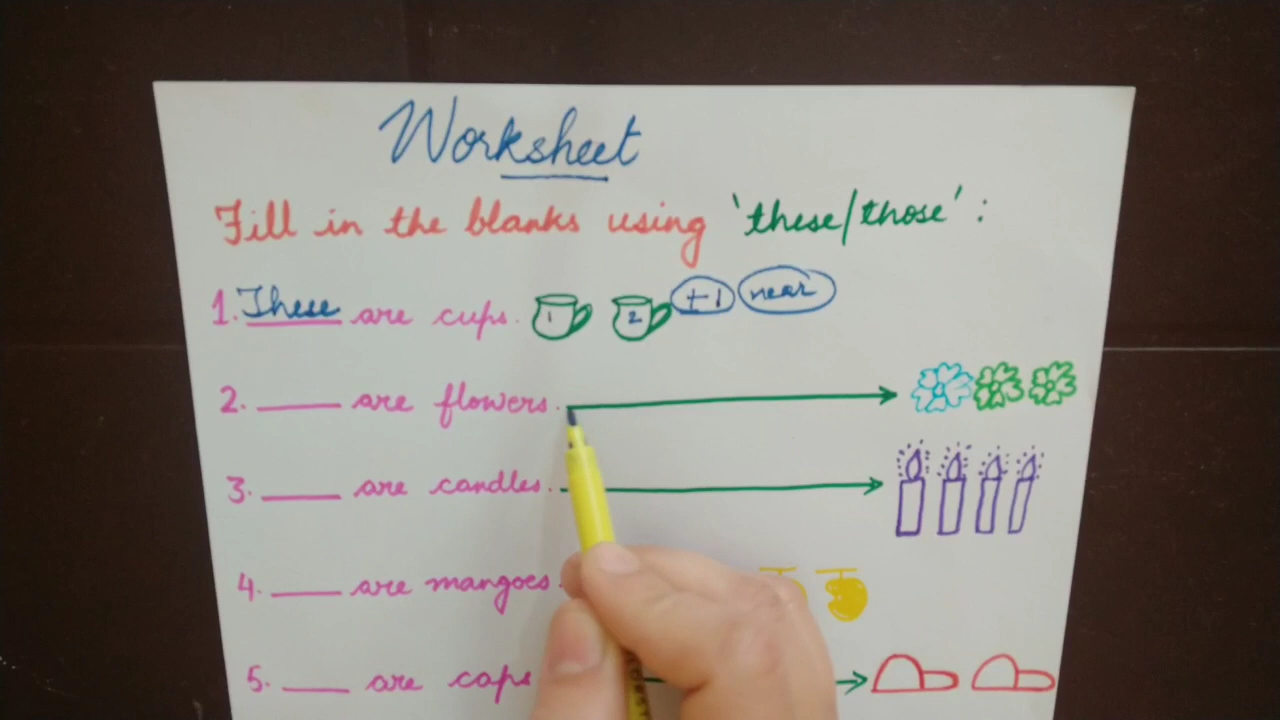 Worksheet
Fill in the blanks using 'these/those' :
1. These are cups. 1 2 +1 near
2. ____ are flowers.
3. ____ are candles.
4. ____ are mangoes.
5. ____ are caps